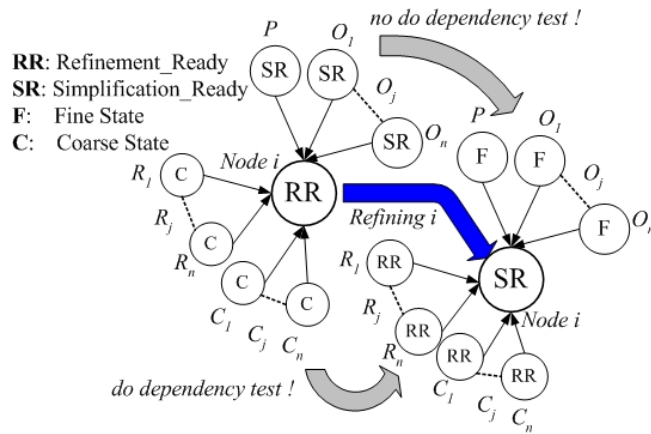 no do dependency test !
RR: Refinement_Ready
SR: Simplification_Ready
F: Fine State
C: Coarse State
P
O1
SR
SR
Oj
SR
On
Node i
RR
R1
C
Rj
C
Rn
C
C
C1
Cj
Cn
Refining i
P
O1
F
F
Oj
F
On
R1
RR
Rj
RR
Rn
SR
Node i
RR
RR
C1
Cj
Cn
do dependency test !